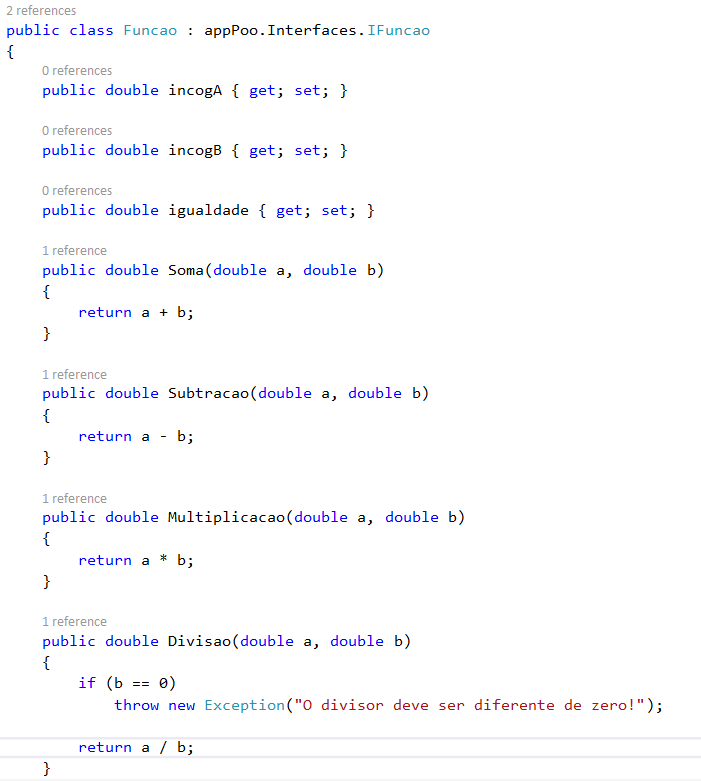 2 references
public class Funcao : appPoo.Interfaces.IFuncao
{
0 references
public double incogA { get; set; }
0 references
public double incogB { get; set; }
0 references
public double igualdade { get; set; }
1 reference
public double Soma(double a, double b)
{
return a + b;
}
1 reference
public double Subtracao(double a, double b)
{
return a - b;
}
1 reference
public double Multiplicacao(double a, double b)
{
return a * b;
}
1 reference
public double Divisao(double a, double b)
{
if (b == 0)
throw new Exception("O divisor deve ser diferente de zero!");
return a / b;
}